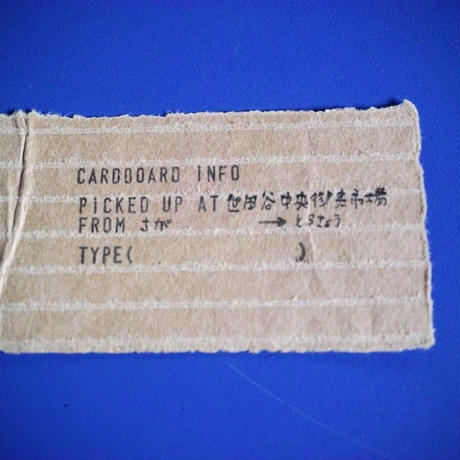 CARDBOARD INFO
PICKED UP AT 世田谷中央卸売市場
FROM さが → とうきょう
TYPE( )